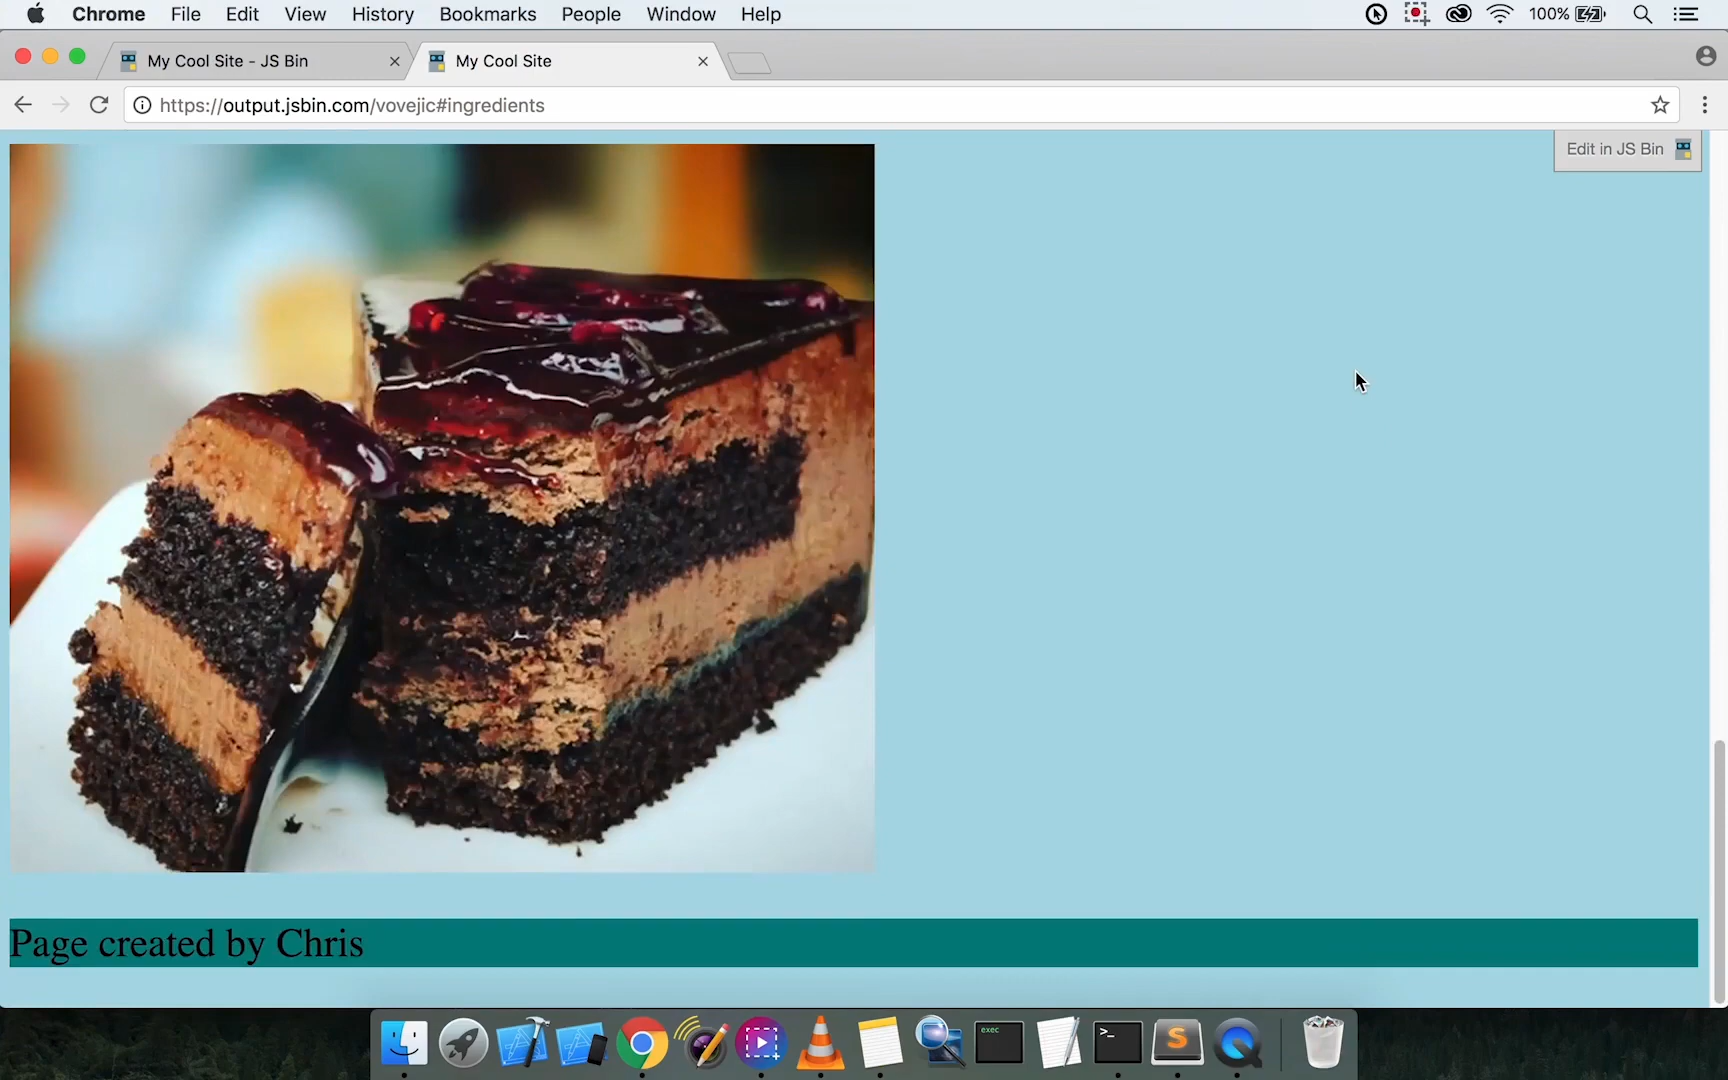 Chrome File Edit View History Bookmarks People Window Help 100%
My Cool Site - JS Bin My Cool Site
https://output.jsbin.com/vovejic#ingredients
Edit in JS Bin
Page created by Chris
exec
>_
S